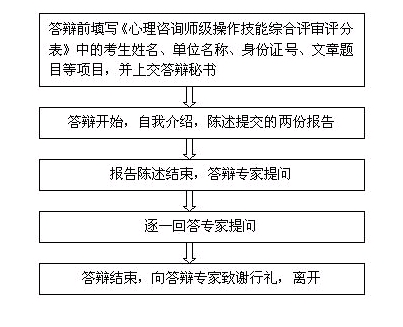 答辩前填写《心理咨询师级操作技能综合评审评分
表》中的考生姓名、单位名称、身份证号、文章题
目等项目，并上交答辩秘书
答辩开始，自我介绍，陈述提交的两份报告
报告陈述结束，答辩专家提问
逐一回答专家提问
答辩结束，向答辩专家致谢行礼，离开